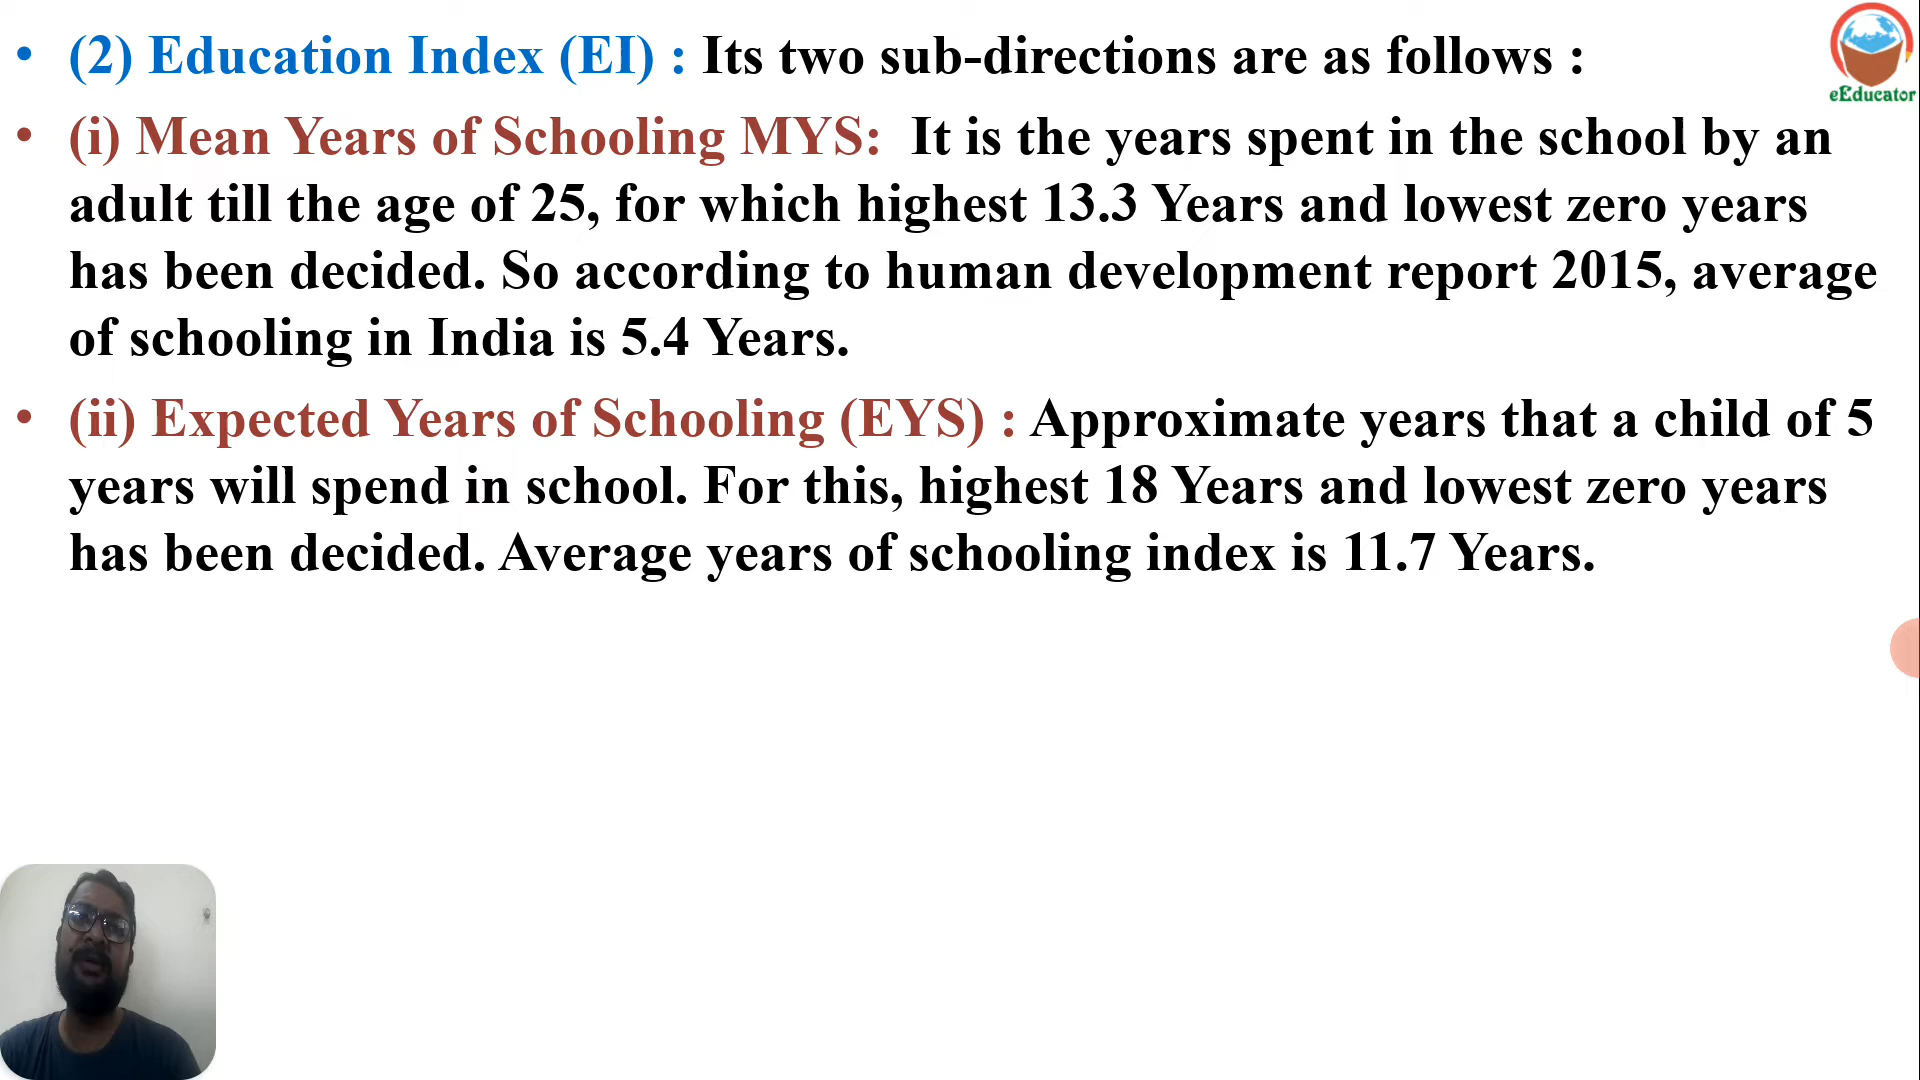 • (2) Education Index (EI) : Its two sub-directions are as follows :
eEducator
• (i) Mean Years of Schooling MYS: It is the years spent in the school by an
adult till the age of 25, for which highest 13.3 Years and lowest zero years
has been decided. So according to human development report 2015, average
of schooling in India is 5.4 Years.
• (ii) Expected Years of Schooling (EYS) : Approximate years that a child of 5
years will spend in school. For this, highest 18 Years and lowest zero years
has been decided. Average years of schooling index is 11.7 Years.